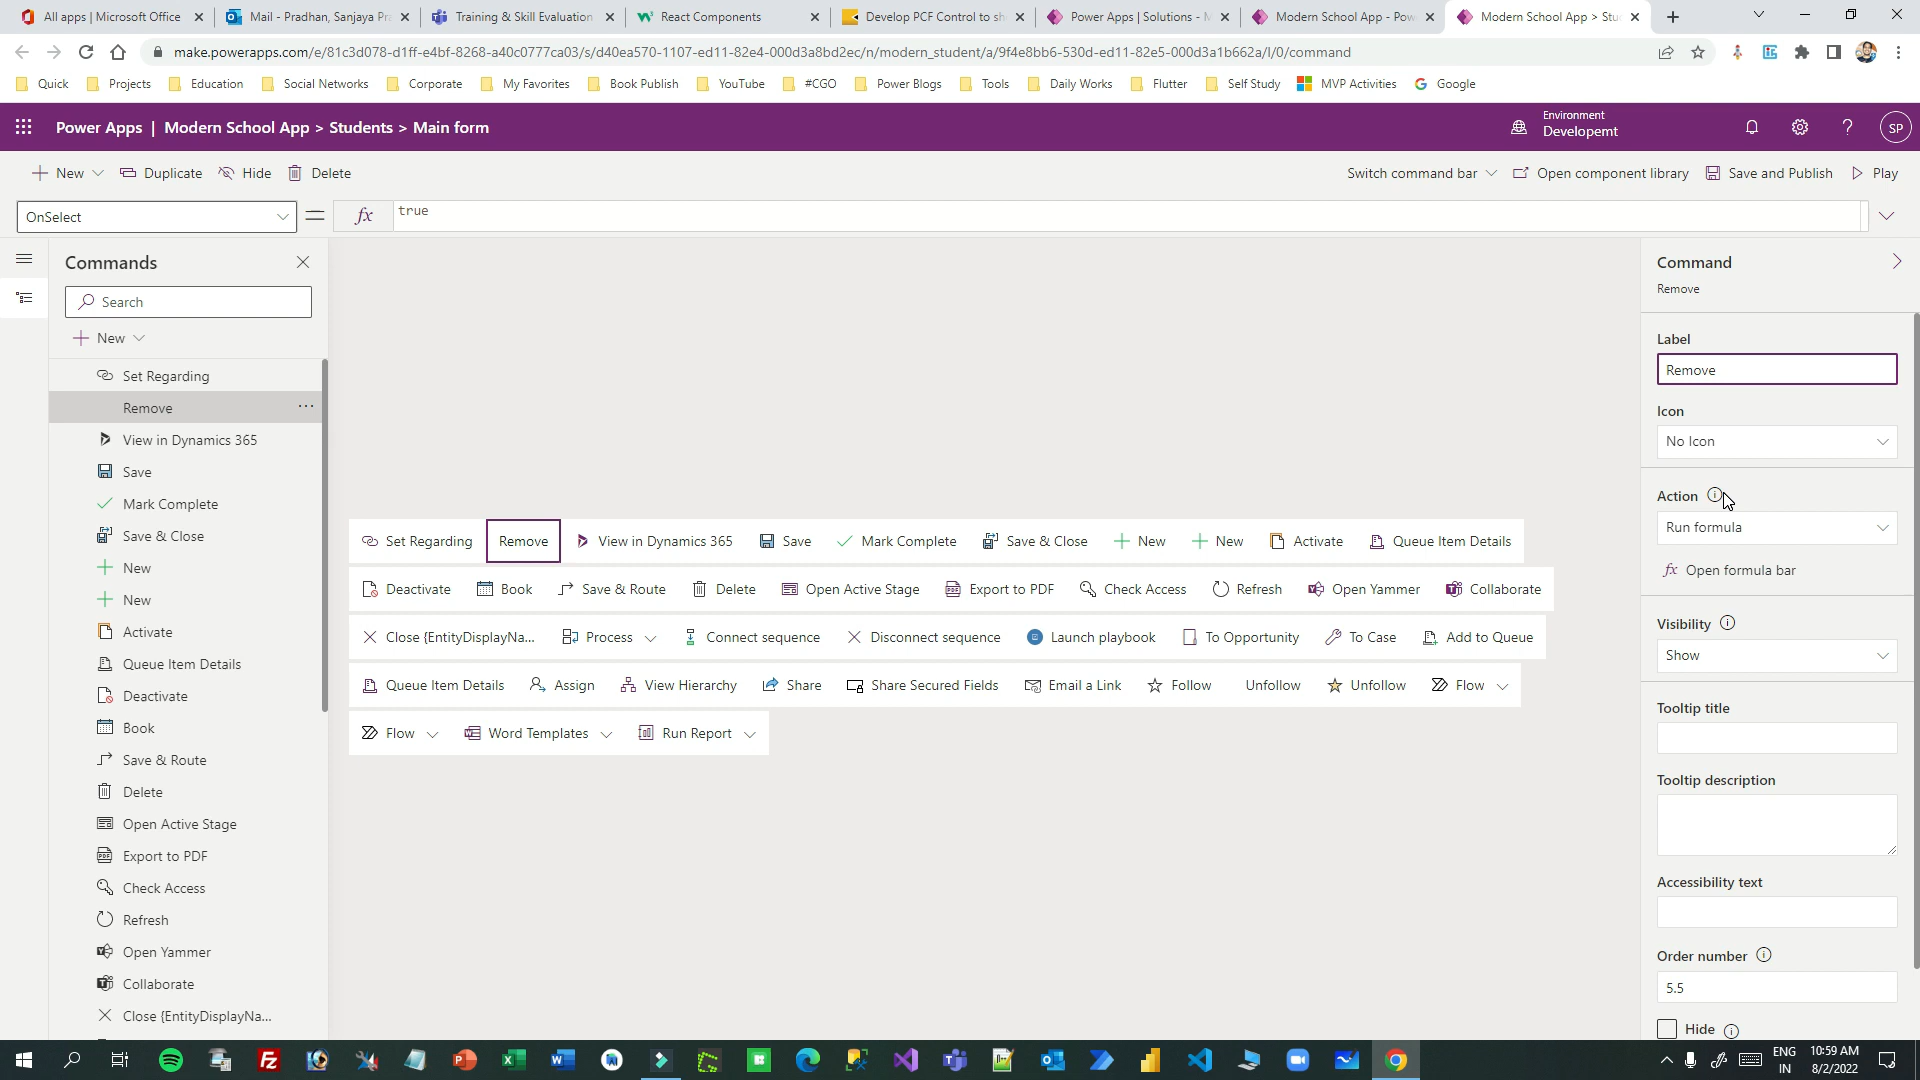 All apps | Microsoft Office
Mail - Pradhan, Sanjaya Pr
Training & Skill Evaluation
React Components
Develop PCF Control to sh
Power Apps | Solutions - M
Modern School App - Pow
Modern School App > Stu
make.powerapps.com/e/81c3d078-d1ff-e4bf-8268-a40c0777ca03/s/d40ea570-1107-ed11-82e4-000d3a8bd2ec/n/modern_student/a/9f4e8bb6-530d-ed11-82e5-000d3a1b662a/l/0/command
Quick
Projects
Education
Social Networks
Corporate
My Favorites
Book Publish
YouTube
#CGO
Power Blogs
Tools
Daily Works
Flutter
Self Study
MVP Activities
Google
Power Apps | Modern School App > Students > Main form
Environment
Developemt
SP
New
Duplicate
Hide
Delete
Switch command bar
Open component library
Save and Publish
Play
OnSelect
= fx
true
Commands
Search
New
Set Regarding
Remove
View in Dynamics 365
Save
Mark Complete
Save & Close
New
New
Activate
Queue Item Details
Deactivate
Book
Save & Route
Delete
Open Active Stage
Export to PDF
Check Access
Refresh
Open Yammer
Collaborate
Close {EntityDisplayNa...
Set Regarding
Remove
View in Dynamics 365
Save
Mark Complete
Save & Close
New
New
Activate
Queue Item Details
Deactivate
Book
Save & Route
Delete
Open Active Stage
Export to PDF
Check Access
Refresh
Open Yammer
Collaborate
Close {EntityDisplayNa...
Process
Connect sequence
Disconnect sequence
Launch playbook
To Opportunity
To Case
Add to Queue
Queue Item Details
Assign
View Hierarchy
Share
Share Secured Fields
Email a Link
Follow
Unfollow
Unfollow
Flow
Flow
Word Templates
Run Report
Command
Remove
Label
Remove
Icon
No Icon
Action
Run formula
fx Open formula bar
Visibility
Show
Tooltip title
Tooltip description
Accessibility text
Order number
5.5
Hide
ENG
IN
10:59 AM
8/2/2022